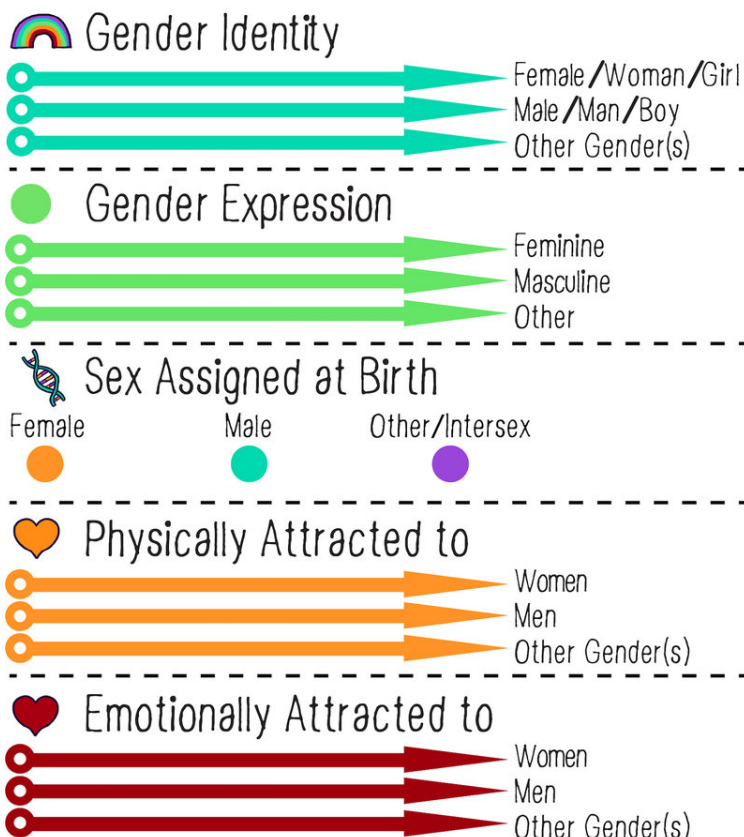 Gender Identity
Female/Woman/Girl
Male/Man/Boy
Other Gender(s)
Gender Expression
Feminine
Masculine
Other
Sex Assigned at Birth
Female Male Other/Intersex
Physically Attracted to
Women
Men
Other Gender(s)
Emotionally Attracted to
Women
Men
Other Gender(s)